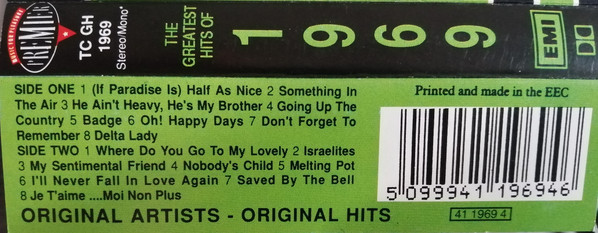 MUSIC FOR PLEASURE
PREMIER
TC GH
1969
Stereo/Mono*
THE
GREATEST
HITS OF
1969
EMI
SIDE ONE 1 (If Paradise Is) Half As Nice 2 Something In
The Air 3 He Ain't Heavy, He's My Brother 4 Going Up The
Country 5 Badge 6 Oh! Happy Days 7 Don't Forget To
Remember 8 Delta Lady
SIDE TWO 1 Where Do You Go To My Lovely 2 Israelites
3 My Sentimental Friend 4 Nobody's Child 5 Melting Pot
6 I'll Never Fall In Love Again 7 Saved By The Bell
8 Je T'aime ....Moi Non Plus
ORIGINAL ARTISTS - ORIGINAL HITS
Printed and made in the EEC
5 099941 196946
41 1969 4